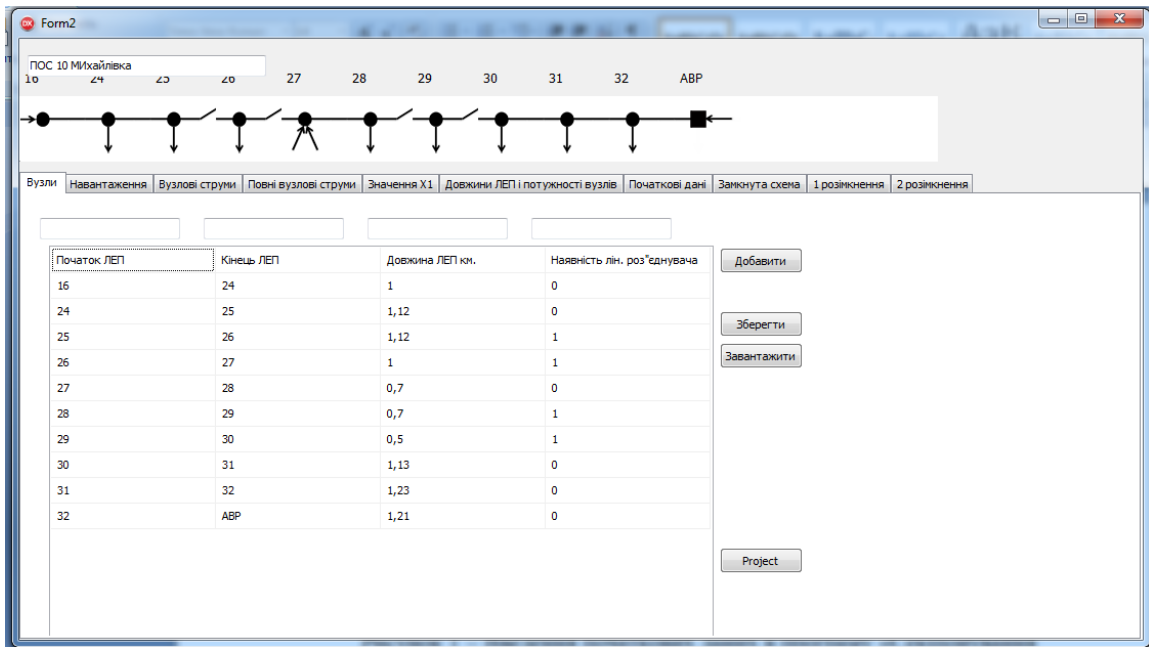 Form2
ПОС 10 МИхайлівка
16 24 25 26 27 28 29 30 31 32 АВР
Вузли Навантаження Вузлові струми Повні вузлові струми Значення X1 Довжини ЛЕП і потужності вузлів Початкові дані Замкнута схема 1 розімкнення 2 розімкнення
Початок ЛЕП Кінець ЛЕП Довжина ЛЕП км. Наявність лін. роз"єднувача Добавити
16 24 1 0
24 25 1,12 0
Зберегти
25 26 1,12 1
Завантажити
26 27 1 1
27 28 0,7 0
28 29 0,7 1
29 30 0,5 1
30 31 1,13 0
31 32 1,23 0
32 АВР 1,21 0
Project